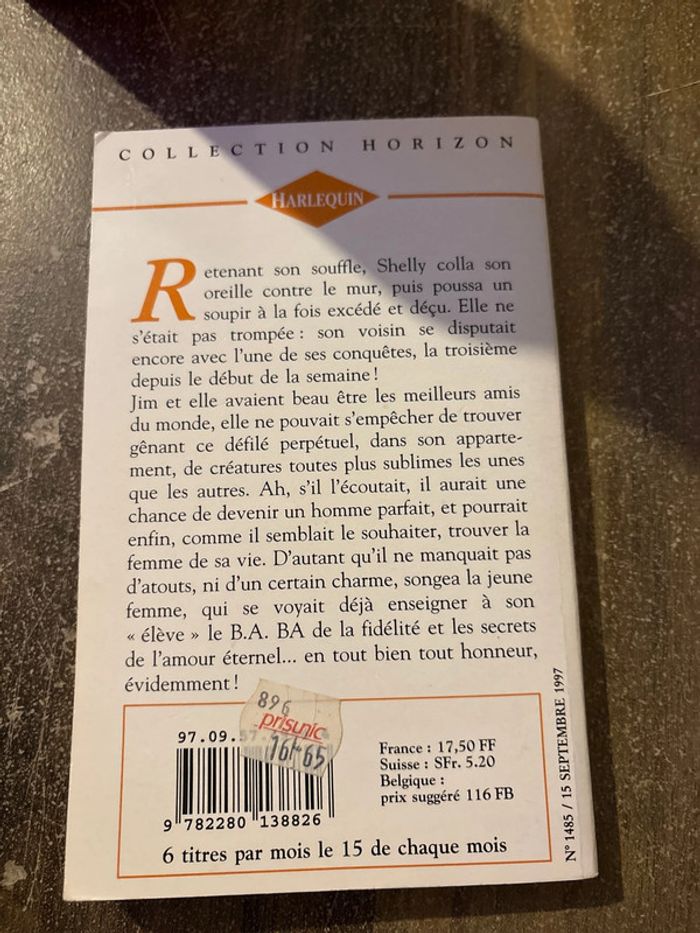 COLLECTION HORIZON
HARLEQUIN
Retenant son souffle, Shelly colla son
oreille contre le mur, puis poussa un
soupir à la fois excédé et déçu. Elle ne
s'était pas trompée : son voisin se disputait
encore avec l'une de ses conquêtes, la troisième
depuis le début de la semaine !
Jim et elle avaient beau être les meilleurs amis
du monde, elle ne pouvait s'empêcher de trouver
gênant ce défilé perpétuel, dans son apparte-
ment, de créatures toutes plus sublimes les unes
que les autres. Ah, s'il l'écoutait, il aurait une
chance de devenir un homme parfait, et pourrait
enfin, comme il semblait le souhaiter, trouver la
femme de sa vie. D'autant qu'il ne manquait pas
d'atouts, ni d'un certain charme, songea la jeune
femme, qui se voyait déjà enseigner à son
« élève » le B.A. BA de la fidélité et les secrets
de l'amour éternel... en tout bien tout honneur,
évidemment !
896
prisunic
97.09.
9 782280 138826
France : 17,50 FF
Suisse : SFr. 5.20
Belgique :
prix suggéré 116 FB
6 titres par mois le 15 de chaque mois
N° 1485 / 15 SEPTEMBRE 1997